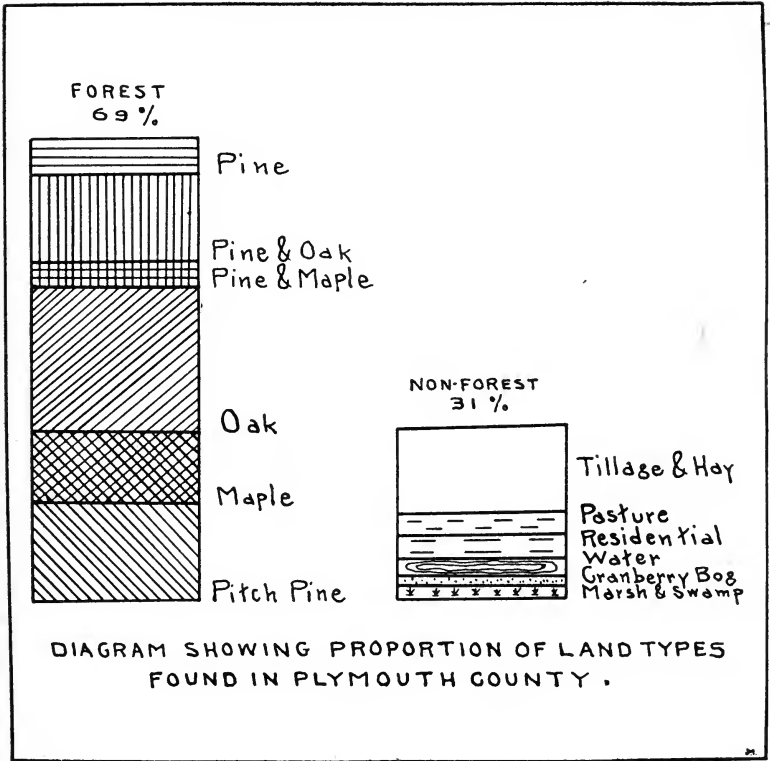 FOREST
69%
Pine
Pine & Oak
Pine & Maple
Oak
Maple
Pitch Pine
NON-FOREST
31%
Tillage & Hay
Pasture
Residential
Water
Cranberry Bog
Marsh & Swamp
DIAGRAM SHOWING PROPORTION OF LAND TYPES
FOUND IN PLYMOUTH COUNTY.